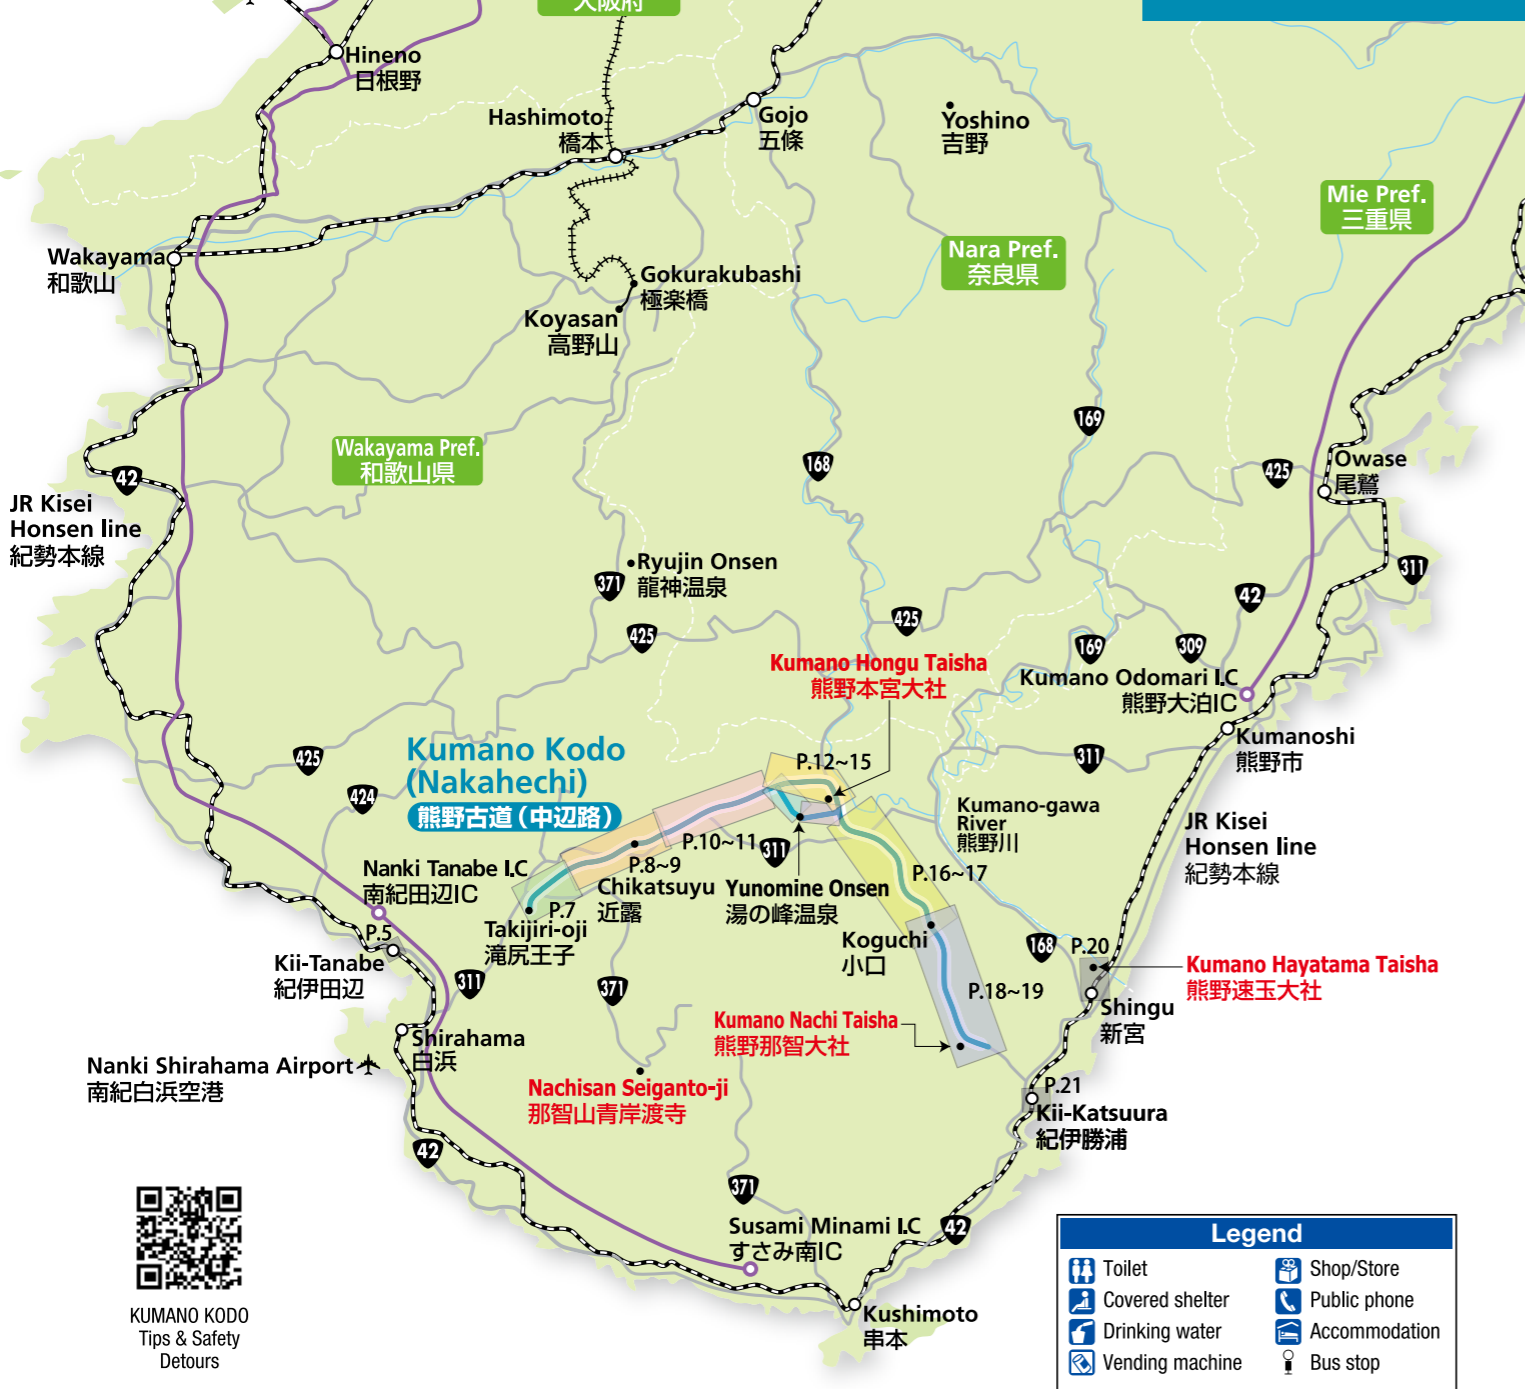 大阪府
Hineno
日根野
Hashimoto
橋本
Gojo
五條
Yoshino
吉野
Mie Pref.
三重県
Nara Pref.
奈良県
Wakayama
和歌山
Gokurakubashi
極楽橋
Koyasan
高野山
169
Wakayama Pref.
和歌山県
168
425
Owase
尾鷲
42
JR Kisei
Honsen line
紀勢本線
Ryujin Onsen
龍神温泉
371
311
42
425
425
169
309
Kumano Hongu Taisha
熊野本宮大社
Kumano Odomari I.C
熊野大泊IC
Kumanoshi
熊野市
Kumano Kodo
(Nakahechi)
熊野古道（中辺路）
425
424
311
P.12~15
Kumano-gawa
River
熊野川
JR Kisei
Honsen line
紀勢本線
P.10~11
311
P.8~9
Chikatsuyu
近露
Yunomine Onsen
湯の峰温泉
P.16~17
Nanki Tanabe I.C
南紀田辺IC
P.7
Takijiri-oji
滝尻王子
P.5
Kii-Tanabe
紀伊田辺
Koguchi
小口
168
P.20
Kumano Hayatama Taisha
熊野速玉大社
311
371
P.18~19
Shingu
新宮
Kumano Nachi Taisha
熊野那智大社
Shirahama
白浜
Nanki Shirahama Airport
南紀白浜空港
Nachisan Seiganto-ji
那智山青岸渡寺
P.21
Kii-Katsuura
紀伊勝浦
42
371
Susami Minami I.C
すさみ南IC
42
Kushimoto
串本
KUMANO KODO
Tips & Safety
Detours
Legend
Toilet
Shop/Store
Covered shelter
Public phone
Drinking water
Accommodation
Vending machine
Bus stop